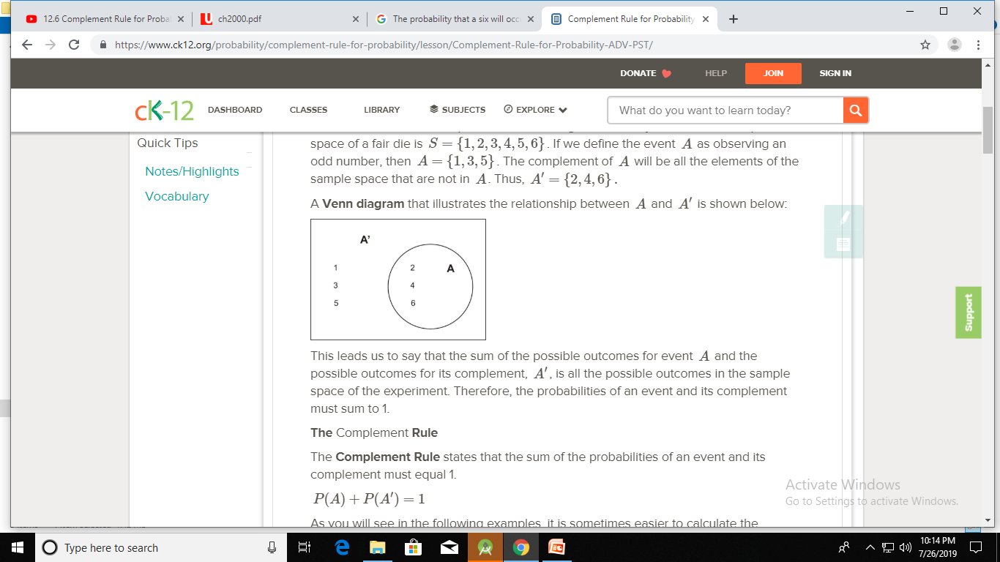 12.6 Complement Rule for Probal
ch2000.pdf
The probability that a six will occu
Complement Rule for Probability
https://www.ck12.org/probability/complement-rule-for-probability/lesson/Complement-Rule-for-Probability-ADV-PST/
DONATE HELP JOIN SIGN IN
cK-12 DASHBOARD CLASSES LIBRARY SUBJECTS EXPLORE What do you want to learn today?
Quick Tips
Notes/Highlights
Vocabulary
space of a fair die is S = {1, 2, 3, 4, 5, 6}. If we define the event A as observing an
odd number, then A = {1, 3, 5}. The complement of A will be all the elements of the
sample space that are not in A. Thus, A′ = {2, 4, 6}.
A Venn diagram that illustrates the relationship between A and A′ is shown below:
A'
1 2 A
3 4
5 6
This leads us to say that the sum of the possible outcomes for event A and the
possible outcomes for its complement, A′, is all the possible outcomes in the sample
space of the experiment. Therefore, the probabilities of an event and its complement
must sum to 1.
The Complement Rule
The Complement Rule states that the sum of the probabilities of an event and its
complement must equal 1.
P(A) + P(A′) = 1
As you will see in the following examples, it is sometimes easier to calculate the
Support
Activate Windows
Go to Settings to activate Windows.
Type here to search
10:14 PM
7/26/2019